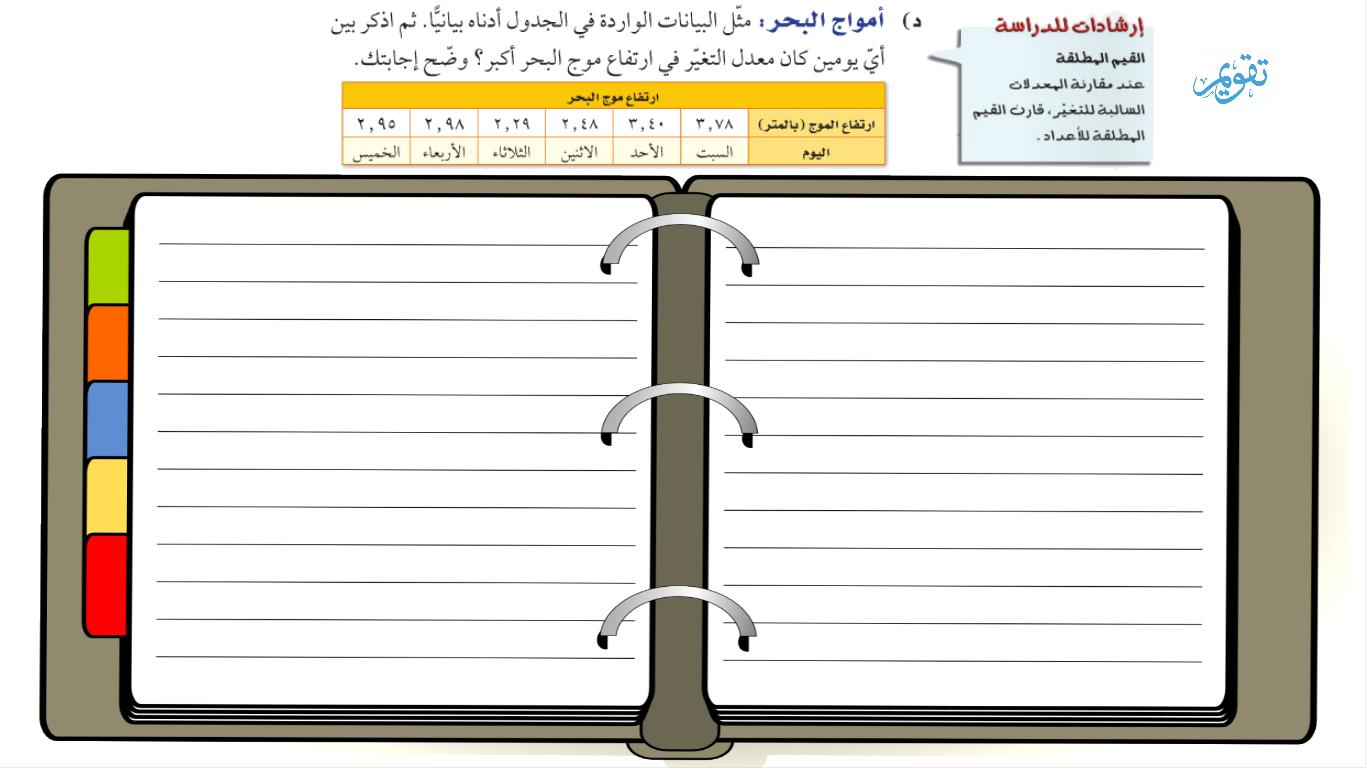 إرشادات للدراسة
القيم المطلقة
عند مقارنة المعدلات
السالبة للتغيّر، قارن القيم
المطلقة للأعداد .
تقويم
د) أمواج البحر: مثّل البيانات الواردة في الجدول أدناه بيانيًّا. ثم اذكر بين
أيّ يومين كان معدل التغيّر في ارتفاع موج البحر أكبر؟ وضّح إجابتك.
ارتفاع موج البحر
ارتفاع الموج (بالمتر) ٣,٧٨ ٣,٤٠ ٢,٤٨ ٢,٢٩ ٢,٩٨ ٢,٩٥
اليوم السبت الأحد الاثنين الثلاثاء الأربعاء الخميس